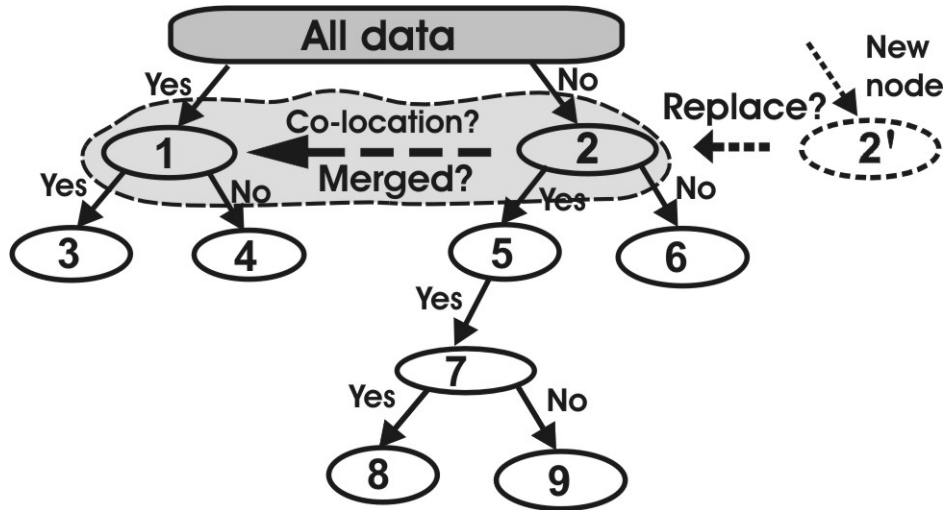 All data
Yes
No
New
node
Replace?
Co-location?
1
2
2'
Merged?
Yes
No
Yes
No
3
4
5
6
Yes
7
Yes
No
8
9